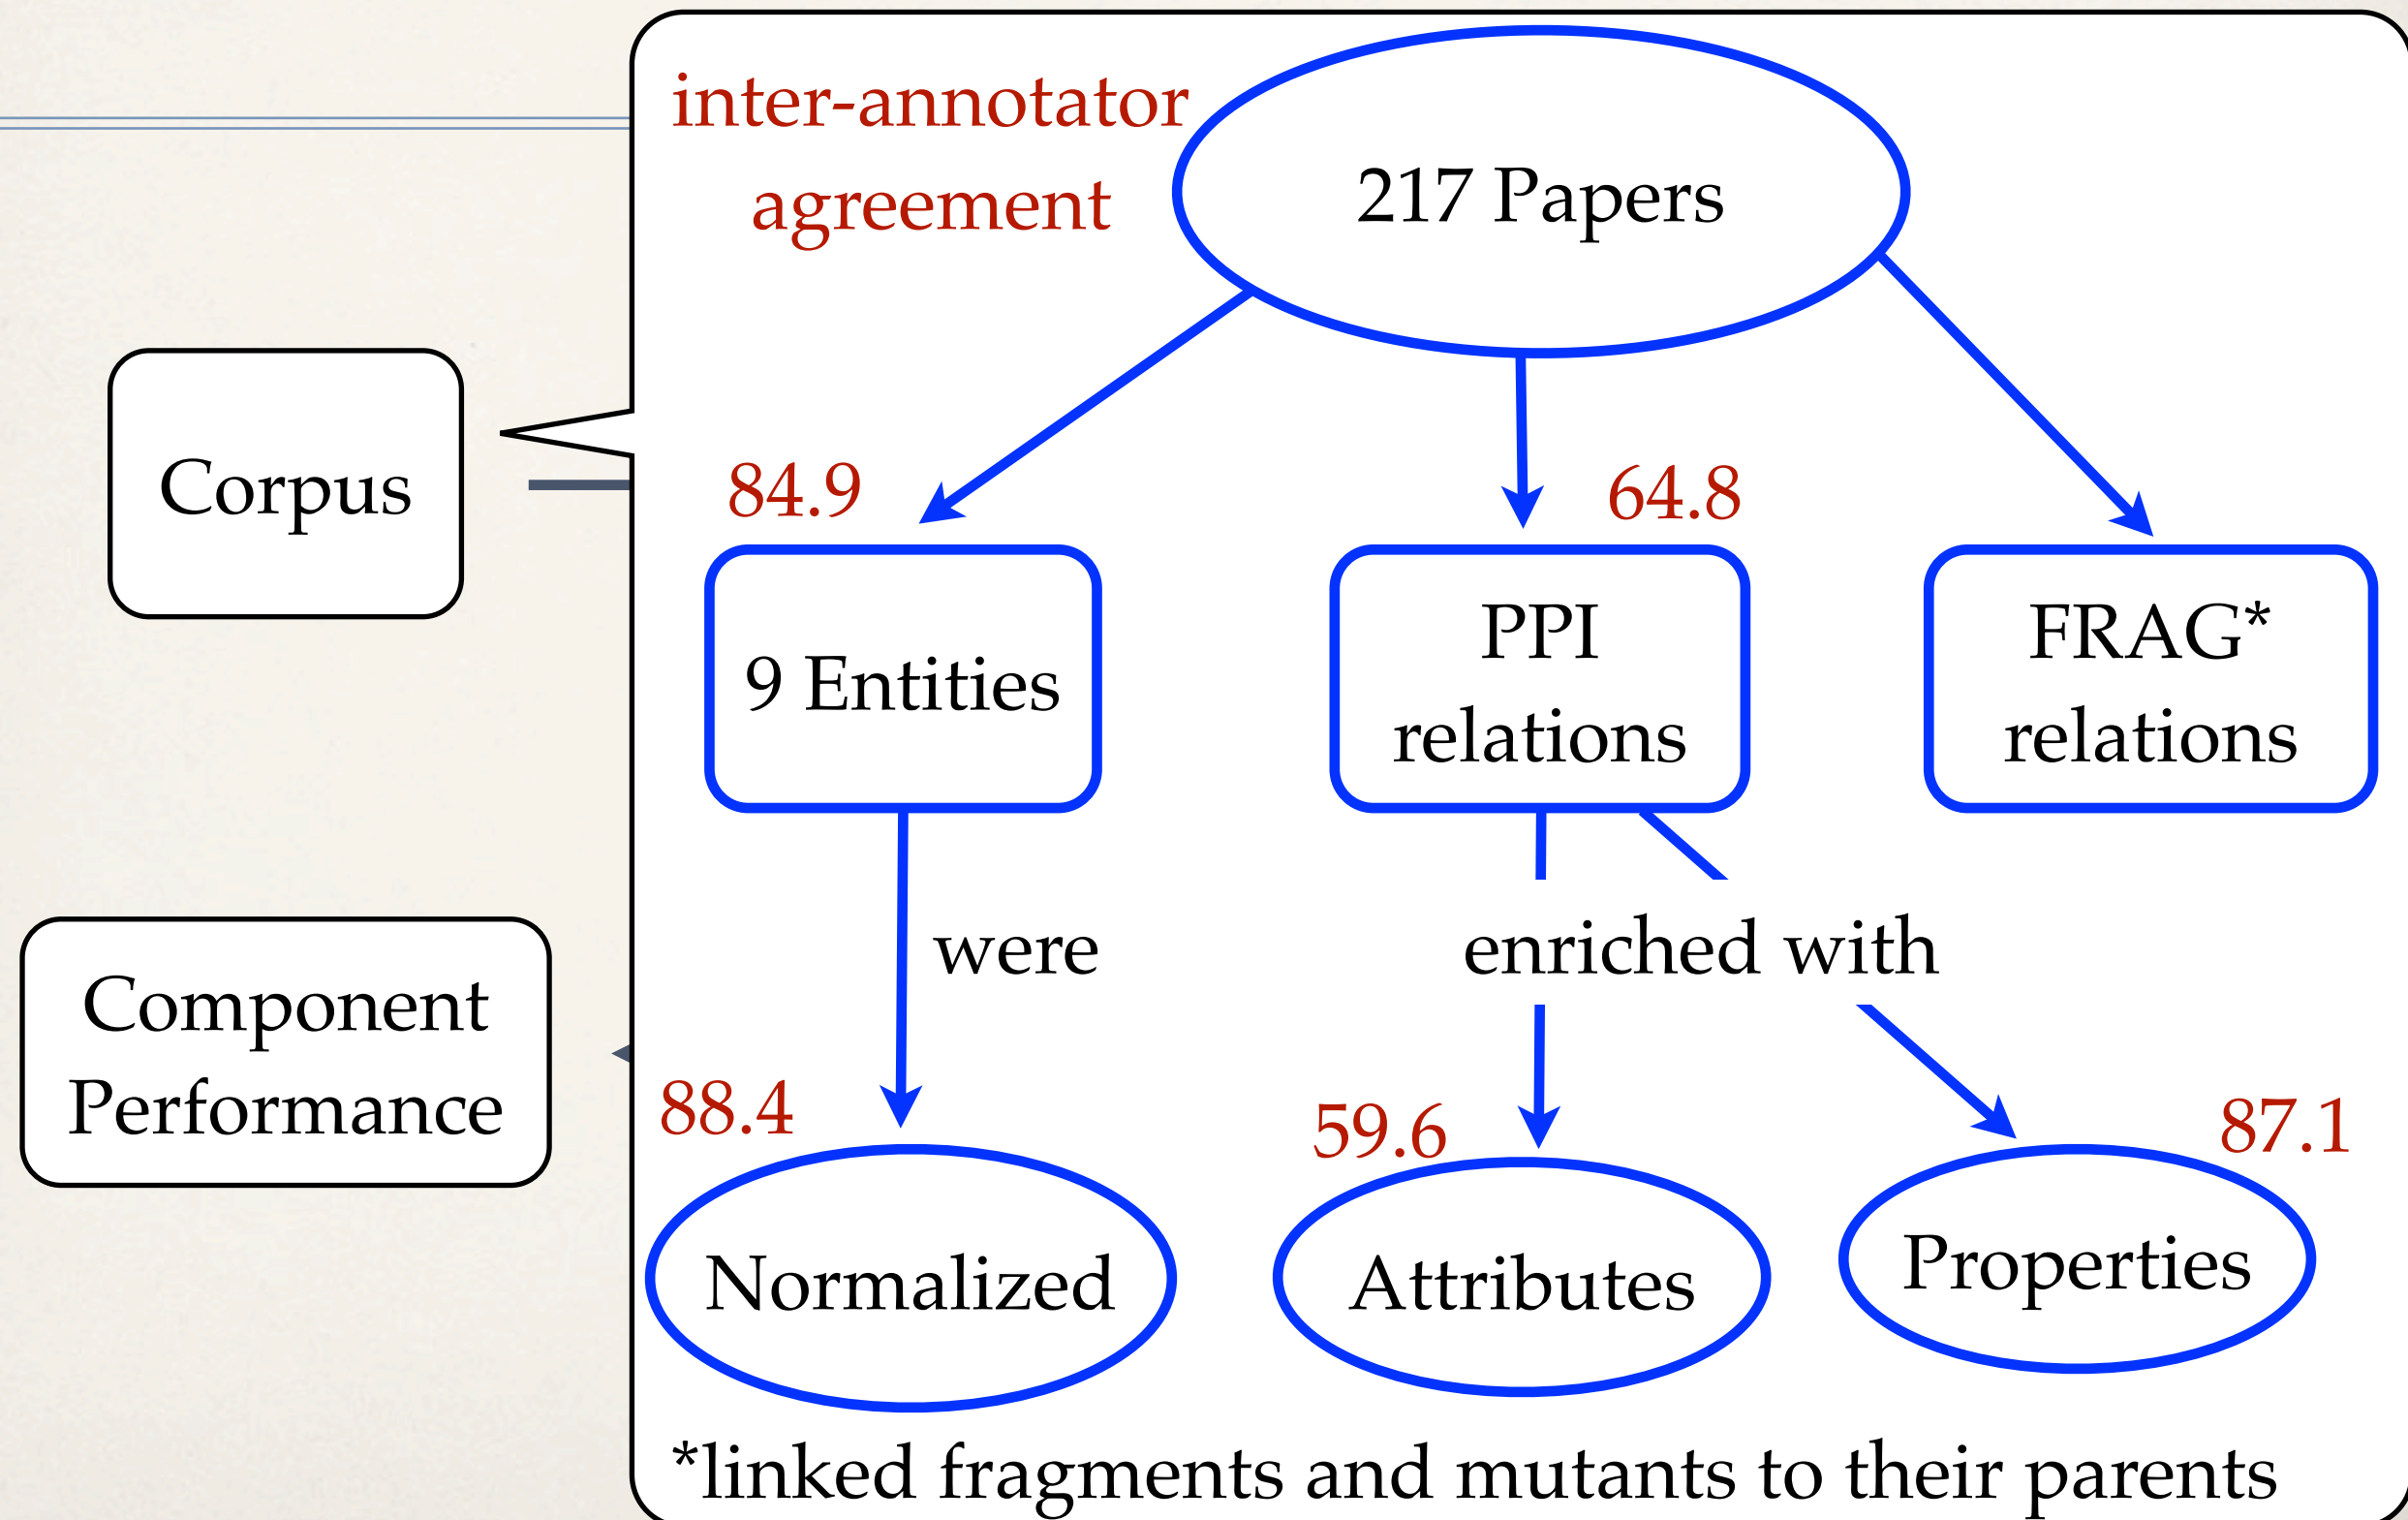 inter-annotator
agreement
217 Papers
Corpus
84.9
64.8
9 Entities
PPI
relations
FRAG*
relations
were
enriched with
Component
Performance
88.4
59.6
87.1
Normalized
Attributes
Properties
*linked fragments and mutants to their parents